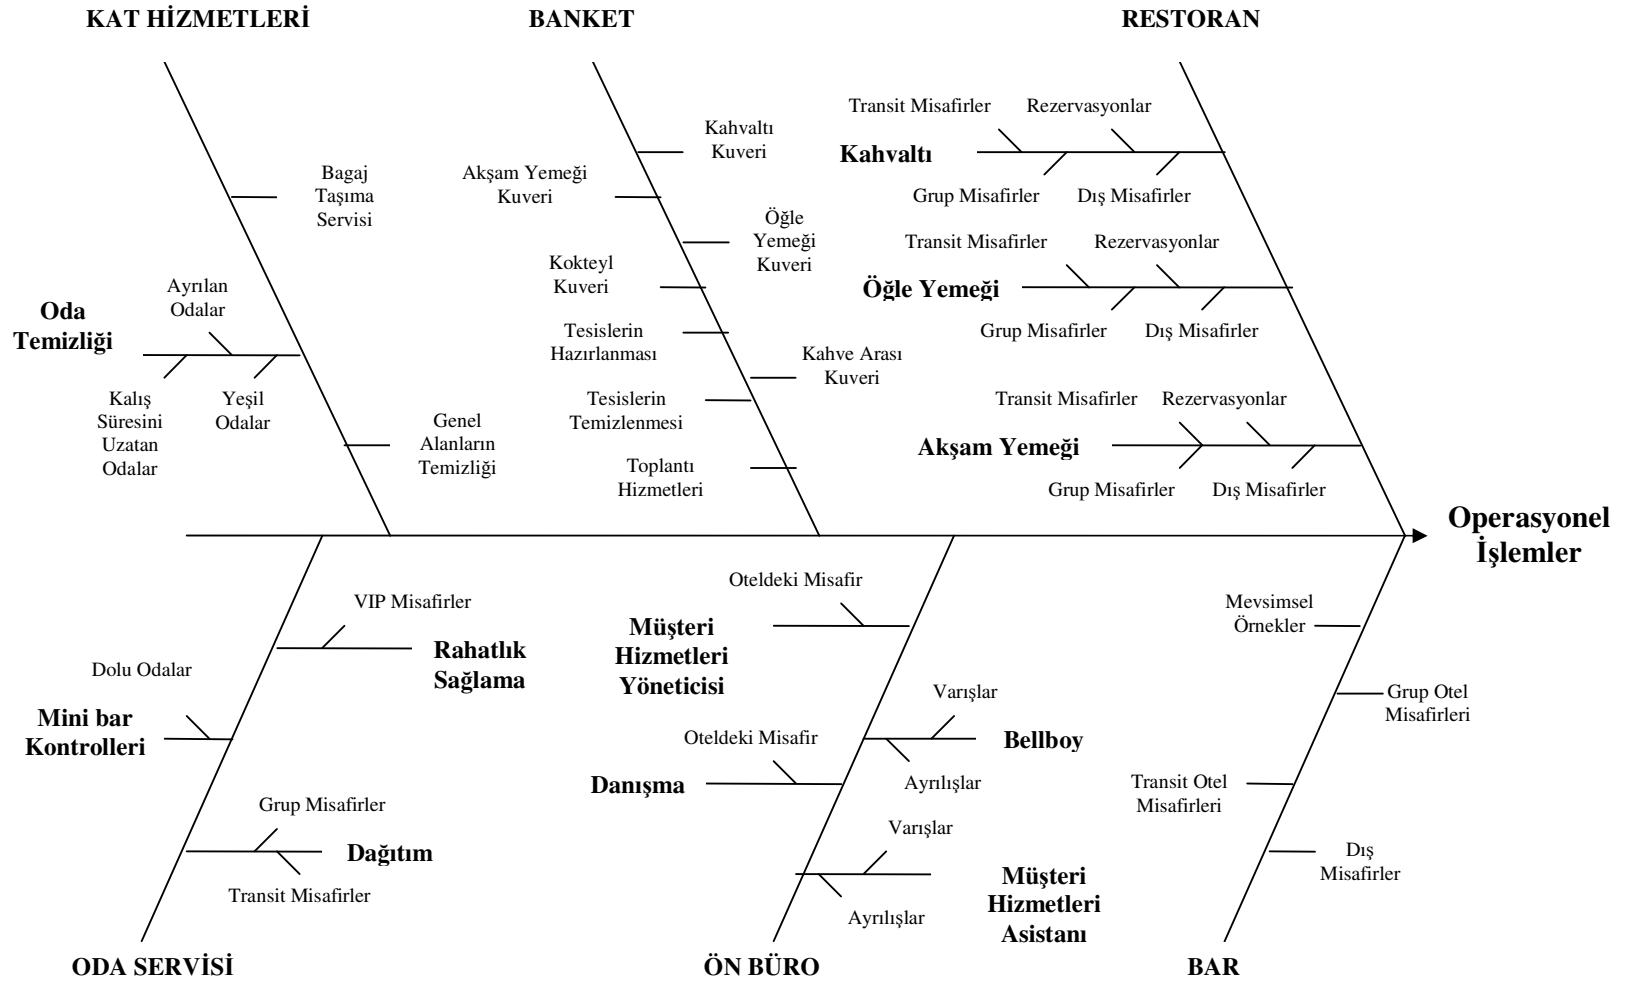 KAT HİZMETLERİ
BANKET
RESTORAN
Transit Misafirler
Rezervasyonlar
Kahvaltı
Kuveri
Kahvaltı
Bagaj
Taşıma
Servisi
Akşam Yemeği
Kuveri
Grup Misafirler
Dış Misafirler
Öğle
Yemeği
Kuveri
Transit Misafirler
Rezervasyonlar
Kokteyl
Kuveri
Öğle Yemeği
Ayrılan
Odalar
Oda
Temizliği
Tesislerin
Hazırlanması
Grup Misafirler
Dış Misafirler
Kahve Arası
Kuveri
Kalış
Süresini
Uzatan
Odalar
Yeşil
Odalar
Tesislerin
Temizlenmesi
Transit Misafirler
Rezervasyonlar
Genel
Alanların
Temizliği
Akşam Yemeği
Toplantı
Hizmetleri
Grup Misafirler
Dış Misafirler
Operasyonel
İşlemler
Oteldeki Misafir
VIP Misafirler
Mevsimsel
Örnekler
Rahatlık
Sağlama
Müşteri
Hizmetleri
Yöneticisi
Dolu Odalar
Varışlar
Grup Otel
Misafirleri
Mini bar
Kontrolleri
Oteldeki Misafir
Bellboy
Danışma
Ayrılışlar
Transit Otel
Misafirleri
Grup Misafirler
Varışlar
Dağıtım
Dış
Misafirler
Transit Misafirler
Müşteri
Hizmetleri
Asistanı
Ayrılışlar
ODA SERVİSİ
ÖN BÜRO
BAR